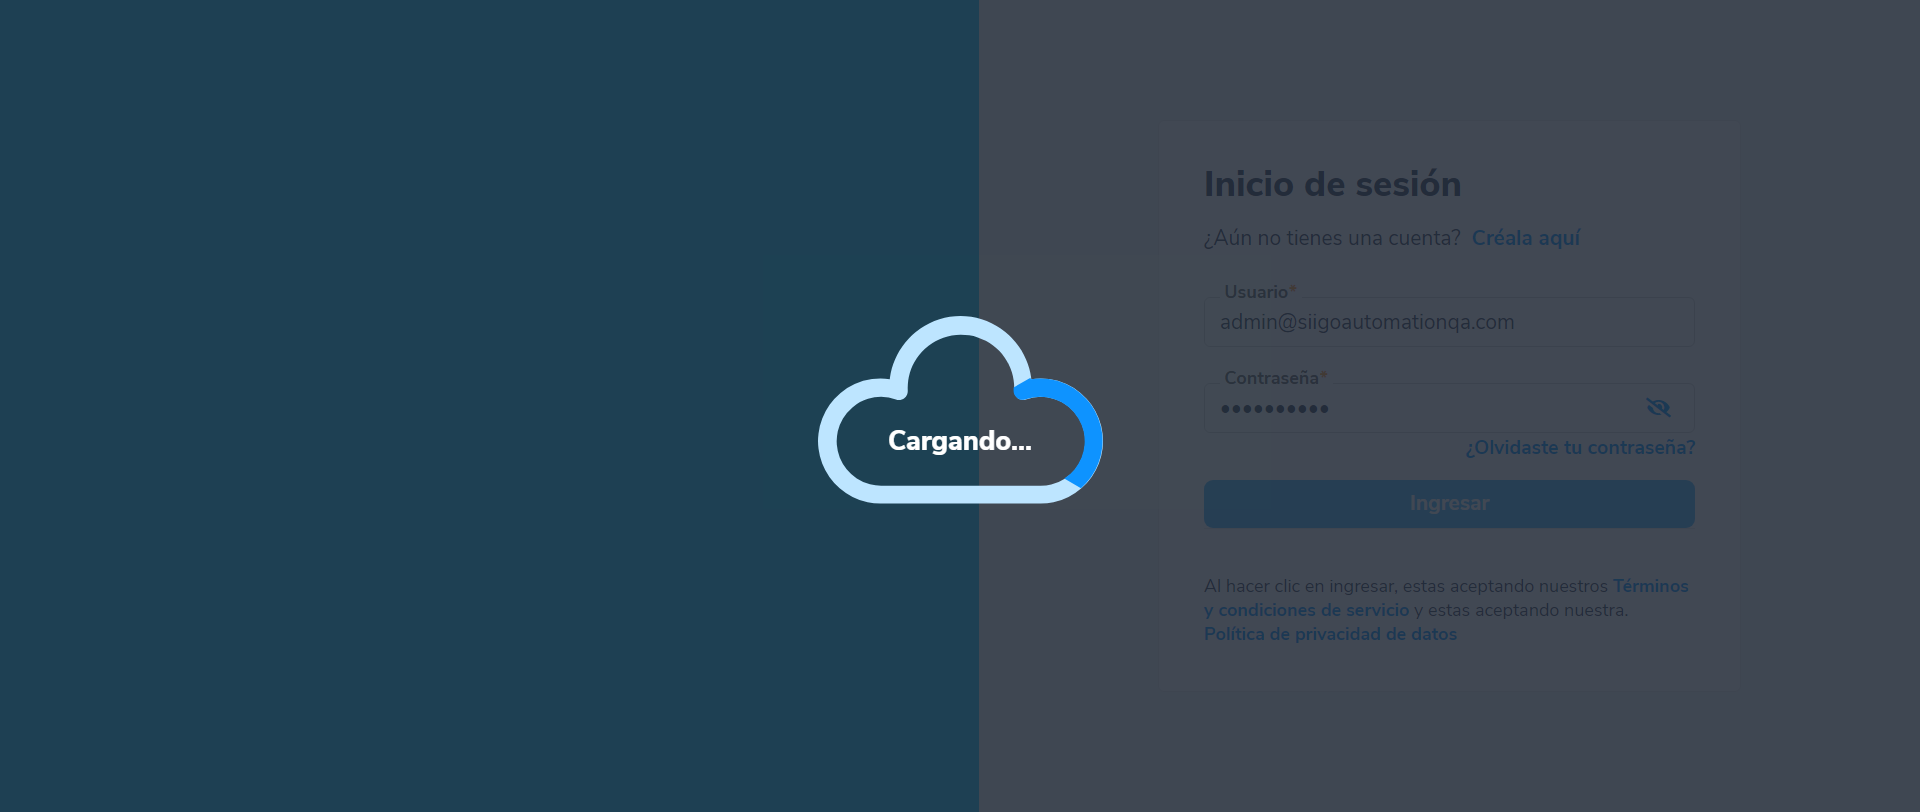 Inicio de sesión
¿Aún no tienes una cuenta? Créala aquí
Usuario*
admin@siigoautomationqa.com
Contraseña*
••••••••••
¿Olvidaste tu contraseña?
Cargando...
Ingresar
Al hacer clic en ingresar, estas aceptando nuestros Términos
y condiciones de servicio y estas aceptando nuestra.
Política de privacidad de datos